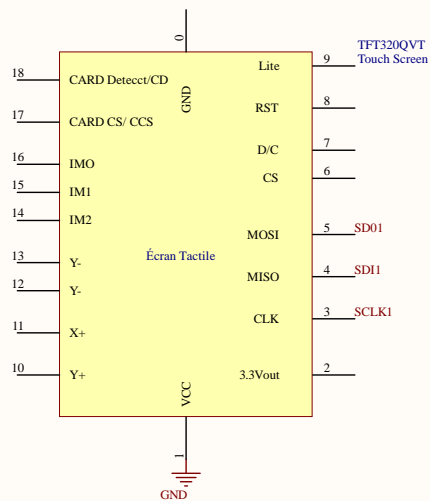 0
GND
TFT320QVT
Touch Screen
18 CARD Detecct/CD
Lite 9
17 CARD CS/ CCS
RST 8
16 IMO
D/C 7
15 IM1
CS 6
14 IM2
MOSI 5 SD01
Écran Tactile
13 Y-
MISO 4 SDI1
12 Y-
CLK 3 SCLK1
11 X+
10 Y+
3.3Vout 2
VCC
1
GND